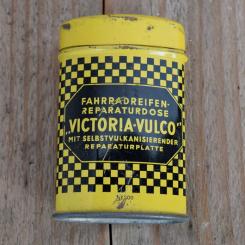 FAHRRADREIFEN-
REPARATURDOSE
„VICTORIA-VULCO"
MIT SELBSTVULKANISIERENDER
REPARATURPLATTE